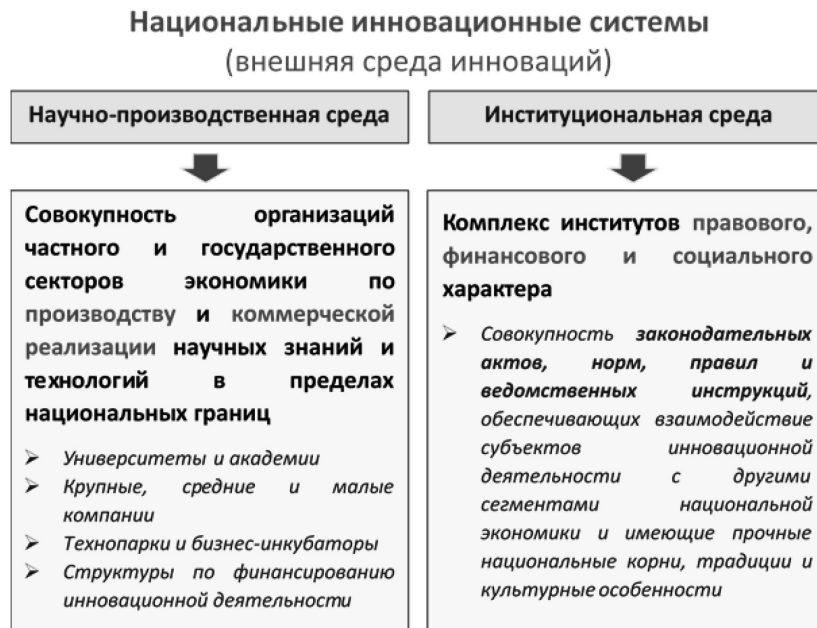 Национальные инновационные системы
(внешняя среда инноваций)
Научно-производственная среда
Совокупность организаций
частного и государственного
секторов экономики по
производству и коммерческой
реализации научных знаний и
технологий в пределах
национальных границ
➢ Университеты и академии
➢ Крупные, средние и малые
компании
➢ Технопарки и бизнес-инкубаторы
➢ Структуры по финансированию
инновационной деятельности
Институциональная среда
Комплекс институтов правового,
финансового и социального
характера
➢ Совокупность законодательных
актов, норм, правил и
ведомственных инструкций,
обеспечивающих взаимодействие
субъектов инновационной
деятельности с другими
сегментами национальной
экономики и имеющие прочные
национальные корни, традиции и
культурные особенности